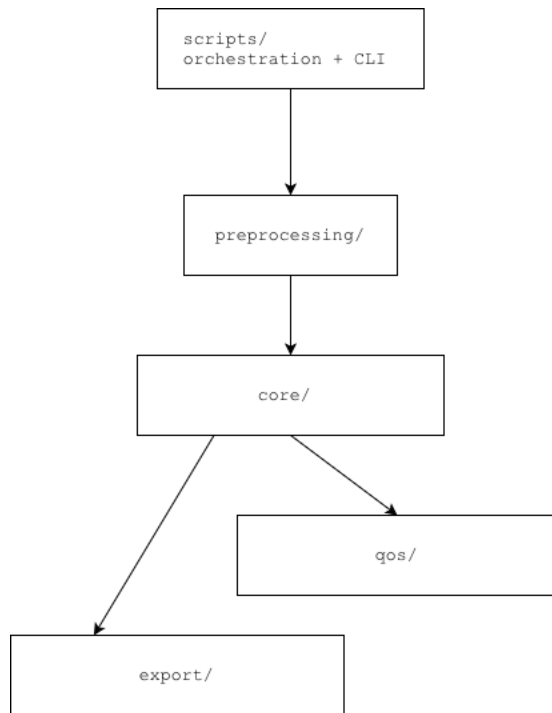 scripts/
orchestration + CLI
preprocessing/
core/
qos/
export/